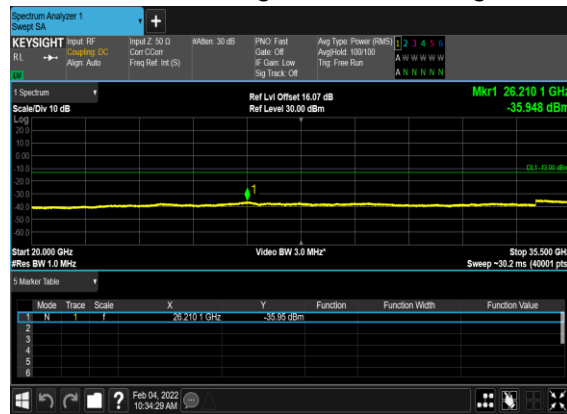 Spectrum Analyzer 1
Swept SA
+
KEYSIGHT Input: RF Input Z: 50 Ω #Atten: 30 dB PNO: Fast Avg Type: Power (RMS) 1 2 3 4 5 6
RL Coupling: DC Corr CCorr Gate: Off Avg|Hold: 100/100 A W W W W W
Align: Auto Freq Ref: Int (S) IF Gain: Low Trig: Free Run
LW Sig Track: Off A N N N N N
1 Spectrum Ref Lvl Offset 16.07 dB Mkr1 26.210 1 GHz
Scale/Div 10 dB Ref Level 30.00 dBm -35.948 dBm
Log
20.0
10.0
0.00
-10.0 DL1 -13.00 dBm
-20.0
-30.0 1
-40.0
-50.0
-60.0
Start 20.000 GHz Video BW 3.0 MHz* Stop 35.500 GHz
#Res BW 1.0 MHz Sweep ~30.2 ms (40001 pts)
5 Marker Table
Mode Trace Scale X Y Function Function Width Function Value
1 N 1 f 26.210 1 GHz -35.95 dBm
2
3
4
5
6
? Feb 04, 2022
10:34:29 AM